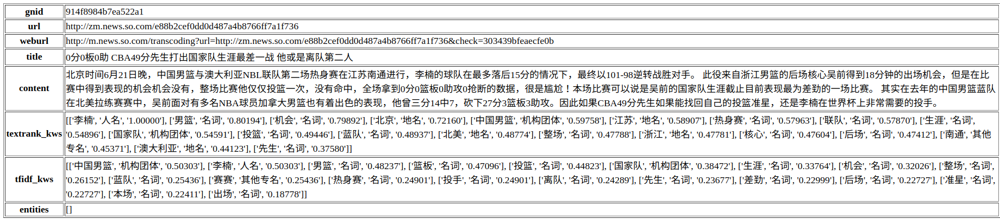 gnid 914f8984b7ea522a1
url http://zm.news.so.com/e88b2cef0dd0d487a4b8766ff7a1f736
weburl http://m.news.so.com/transcoding?url=http://zm.news.so.com/e88b2cef0dd0d487a4b8766ff7a1f736&check=303439bfeaecfe0b
title 0分0板0助 CBA49分先生打出国家队生涯最差一战 他或是离队第二人
北京时间6月21日晚，中国男篮与澳大利亚NBL联队第二场热身赛在江苏南通进行，李楠的球队在最多落后15分的情况下，最终以101-98逆转战胜对手。 此役来自浙江男篮的后场核心吴前得到18分钟的出场机会，但是在比
content 赛中得到表现的机会机会没有，整场比赛他仅仅投篮一次，没有命中，全场拿到0分0篮板0助攻0抢断的数据，很是尴尬！本场比赛可以说是吴前的国家队生涯截止目前表现最为差劲的一场比赛。 其实在去年的中国男篮蓝队
在北美拉练赛赛中，吴前面对有多名NBA球员加拿大男篮也有着出色的表现，他曾三分14中7，砍下27分3篮板3助攻。因此如果CBA49分先生如果能找回自己的投篮准星，还是李楠在世界杯上非常需要的投手。
[['李楠', '人名', '1.00000'], ['男篮', '名词', '0.80194'], ['机会', '名词', '0.79892'], ['北京', '地名', '0.72160'], ['中国男篮', '机构团体', '0.59758'], ['江苏', '地名', '0.58907'], ['热身赛', '名词', '0.57963'], ['联队', '名词', '0.57870'], ['生涯', '名词',
textrank_kws '0.54896'], ['国家队', '机构团体', '0.54591'], ['投篮', '名词', '0.49446'], ['蓝队', '名词', '0.48937'], ['北美', '地名', '0.48774'], ['整场', '名词', '0.47788'], ['浙江', '地名', '0.47781'], ['核心', '名词', '0.47604'], ['后场', '名词', '0.47412'], ['南通', '其他
专名', '0.45371'], ['澳大利亚', '地名', '0.44123'], ['先生', '名词', '0.37580']]
[['中国男篮', '机构团体', '0.50303'], ['李楠', '人名', '0.50303'], ['男篮', '名词', '0.48237'], ['篮板', '名词', '0.47096'], ['投篮', '名词', '0.44823'], ['国家队', '机构团体', '0.38472'], ['生涯', '名词', '0.33764'], ['机会', '名词', '0.32026'], ['整场', '名词',
tfidf_kws '0.26152'], ['蓝队', '名词', '0.25436'], ['赛赛', '其他专名', '0.25436'], ['热身赛', '名词', '0.24901'], ['投手', '名词', '0.24901'], ['离队', '名词', '0.24289'], ['先生', '名词', '0.23677'], ['差劲', '名词', '0.22999'], ['后场', '名词', '0.22727'], ['准星', '名词',
'0.22727'], ['本场', '名词', '0.22411'], ['出场', '名词', '0.18778']]
entities []